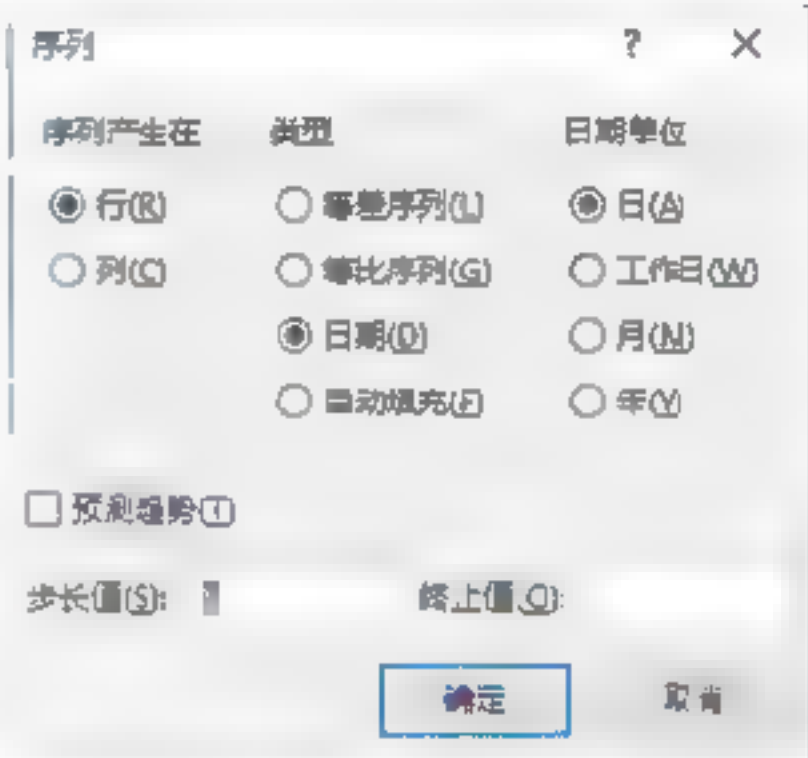 序列 ? ×
序列产生在 类型 日期单位
行(R) 等差序列(L) 日(A)
列(C) 等比序列(G) 工作日(W)
日期(D) 月(M)
自动填充(F) 年(Y)
预测趋势(T)
步长值(S): 终止值(O):
确定 取消